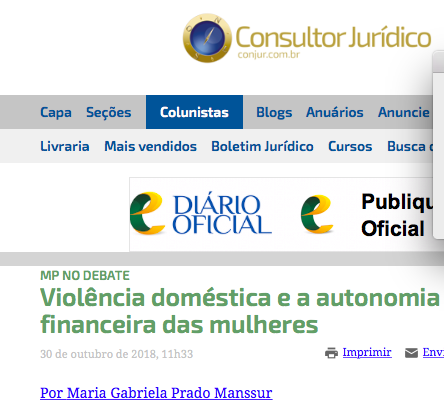 Consultor Jurídico
conjur.com.br
Capa Seções Colunistas Blogs Anuários Anuncie
Livraria Mais vendidos Boletim Jurídico Cursos Busca
DIÁRIO
OFICIAL
Publiqu
Oficial
MP NO DEBATE
Violência doméstica e a autonomia
financeira das mulheres
30 de outubro de 2018, 11h33 Imprimir Envi
Por Maria Gabriela Prado Manssur